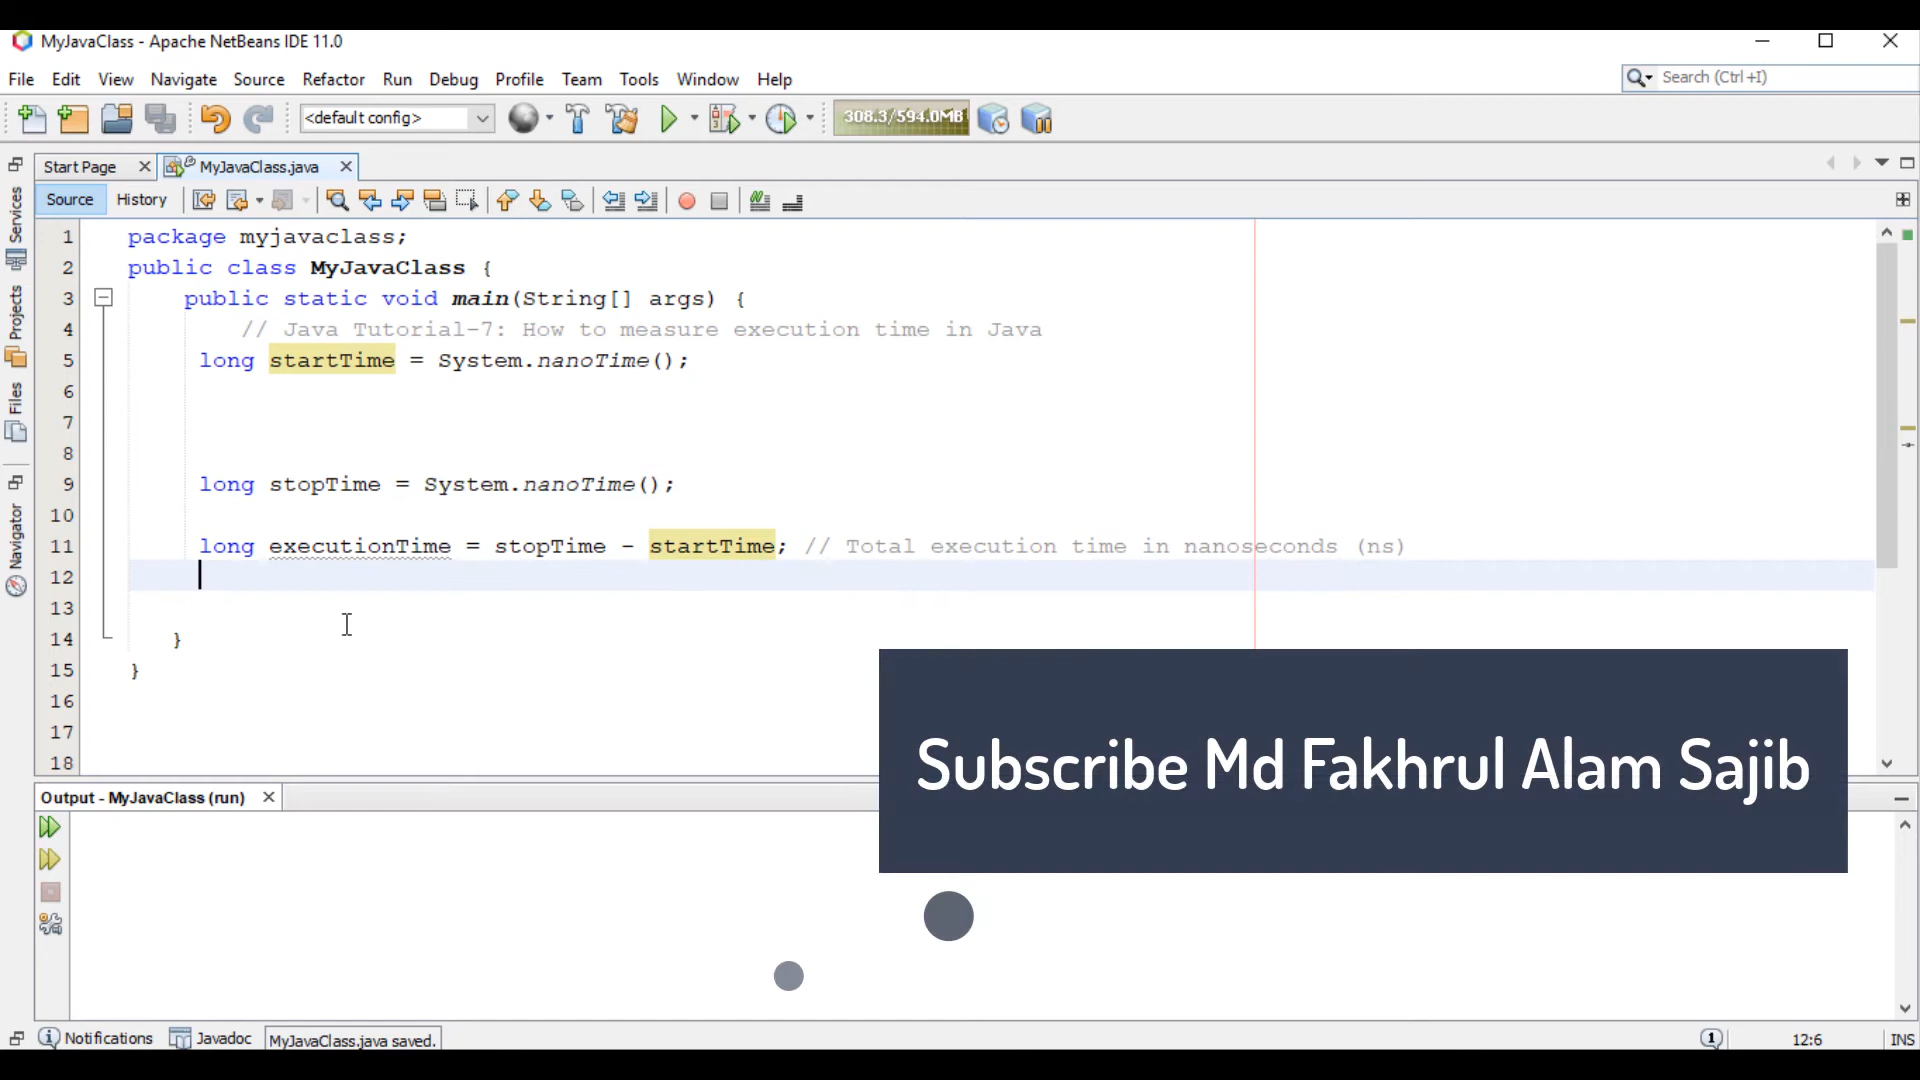 MyJavaClass - Apache NetBeans IDE 11.0
File Edit View Navigate Source Refactor Run Debug Profile Team Tools Window Help
Search (Ctrl+I)
<default config>
308.3/594.0MB
Start Page
MyJavaClass.java
Source History
Services
Projects
Files
Navigator
1 package myjavaclass;
2 public class MyJavaClass {
3 public static void main(String[] args) {
4 // Java Tutorial-7: How to measure execution time in Java
5 long startTime = System.nanoTime();
6
7
8
9 long stopTime = System.nanoTime();
10
11 long executionTime = stopTime - startTime; // Total execution time in nanoseconds (ns)
12
13
14 }
15 }
16
17
18
Subscribe Md Fakhrul Alam Sajib
Output - MyJavaClass (run)
Notifications Javadoc MyJavaClass.java saved.
1 12:6 INS